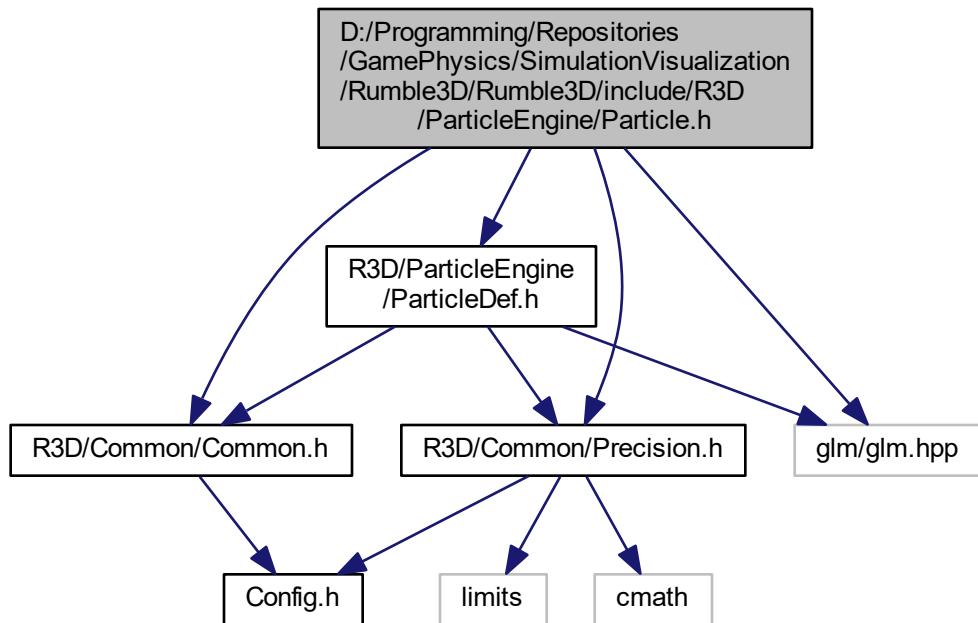 D:/Programming/Repositories
/GamePhysics/SimulationVisualization
/Rumble3D/Rumble3D/include/R3D
/ParticleEngine/Particle.h
R3D/ParticleEngine
/ParticleDef.h
R3D/Common/Common.h
R3D/Common/Precision.h
glm/glm.hpp
Config.h
limits
cmath